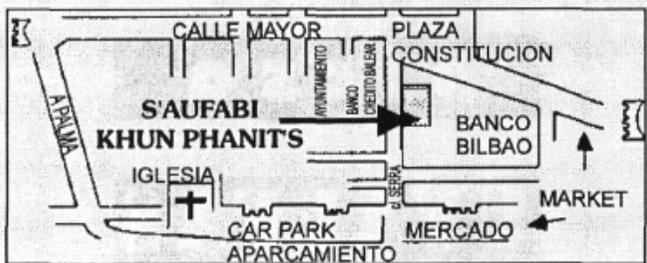 CALLE MAYOR
PLAZA
CONSTITUCION
A PALMA
AYUNTAMIENTO
BANCO
CREDITO BALEAR
S'AUFABI
KHUN PHANIT'S
BANCO
BILBAO
IGLESIA
el SERRA
MARKET
CAR PARK
APARCAMIENTO
MERCADO